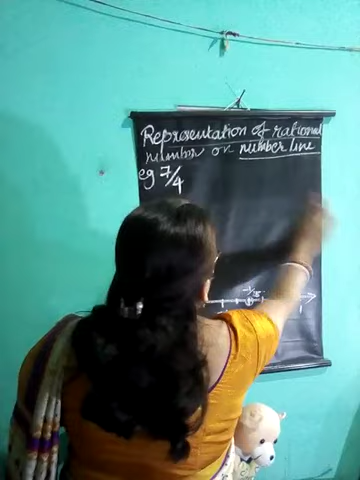 Representation of rational
number on number line
eg 7/4